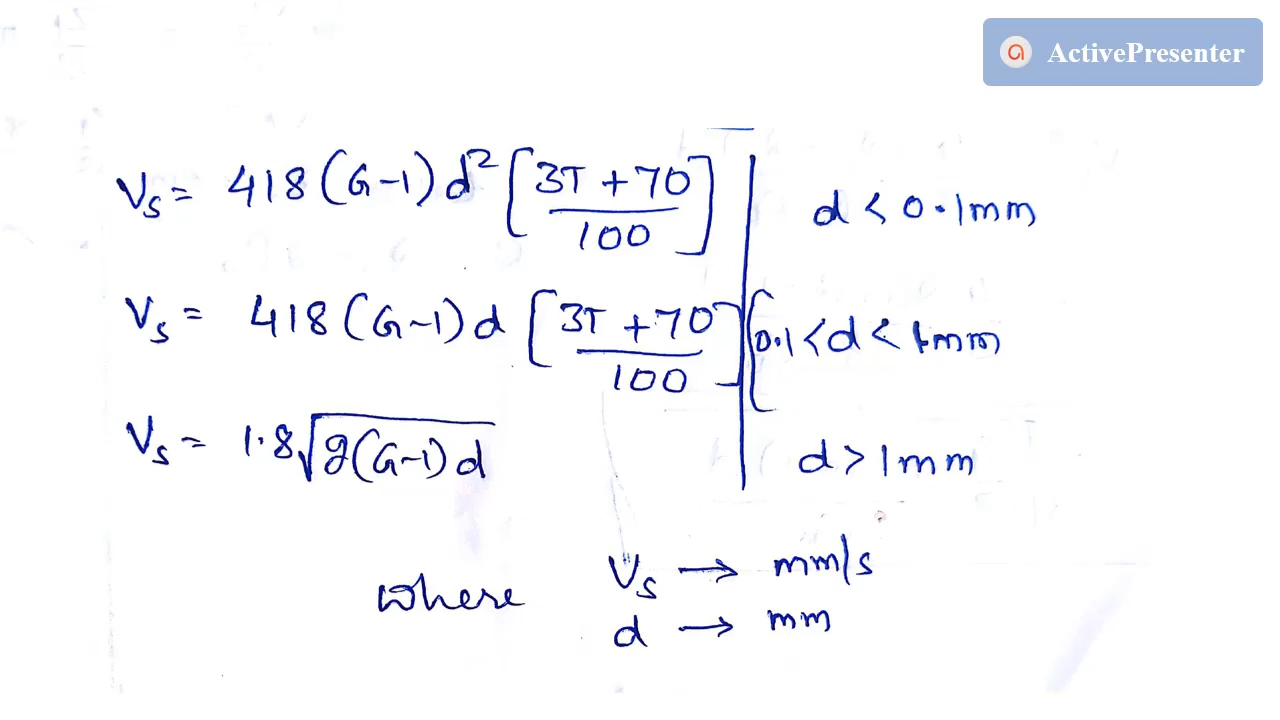 ActivePresenter
Vs = 418 (G-1) d² [3T + 70 / 100] d < 0.1mm
Vs = 418 (G-1) d [3T + 70 / 100] 0.1 < d < 1mm
Vs = 1.8 √g(G-1)d d > 1mm
where Vs → mm/s
d → mm